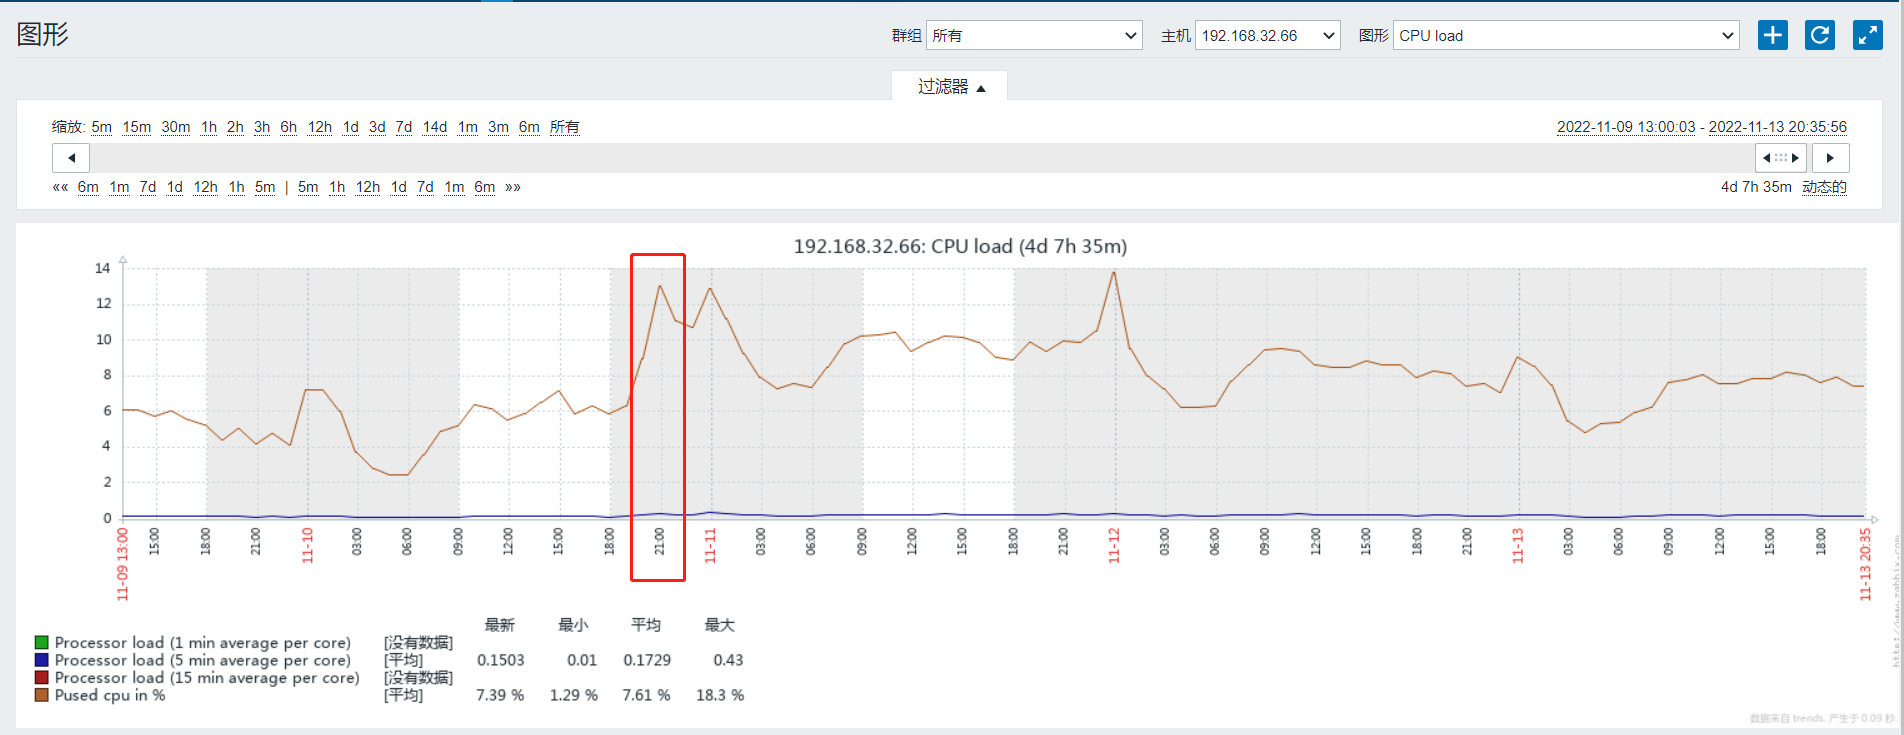 图形
群组 所有 主机 192.168.32.66 图形 CPU load
过滤器 ▲
缩放: 5m 15m 30m 1h 2h 3h 6h 12h 1d 3d 7d 14d 1m 3m 6m 所有
2022-11-09 13:00:03 - 2022-11-13 20:35:56
«« 6m 1m 7d 1d 12h 1h 5m | 5m 1h 12h 1d 7d 1m 6m »»
4d 7h 35m 动态的
192.168.32.66: CPU load (4d 7h 35m)
14
12
10
8
6
4
2
0
11-09 13:00 15:00 18:00 21:00 11-10 03:00 06:00 09:00 12:00 15:00 18:00 21:00 11-11 03:00 06:00 09:00 12:00 15:00 18:00 21:00 11-12 03:00 06:00 09:00 12:00 15:00 18:00 21:00 11-13 03:00 06:00 09:00 12:00 15:00 18:00 11-13 20:35
http://www.zabbix.com
最新 最小 平均 最大
Processor load (1 min average per core) [没有数据]
Processor load (5 min average per core) [平均] 0.1503 0.01 0.1729 0.43
Processor load (15 min average per core) [没有数据]
Pused cpu in % [平均] 7.39 % 1.29 % 7.61 % 18.3 %
数据来自 trends. 产生于 0.09 秒.